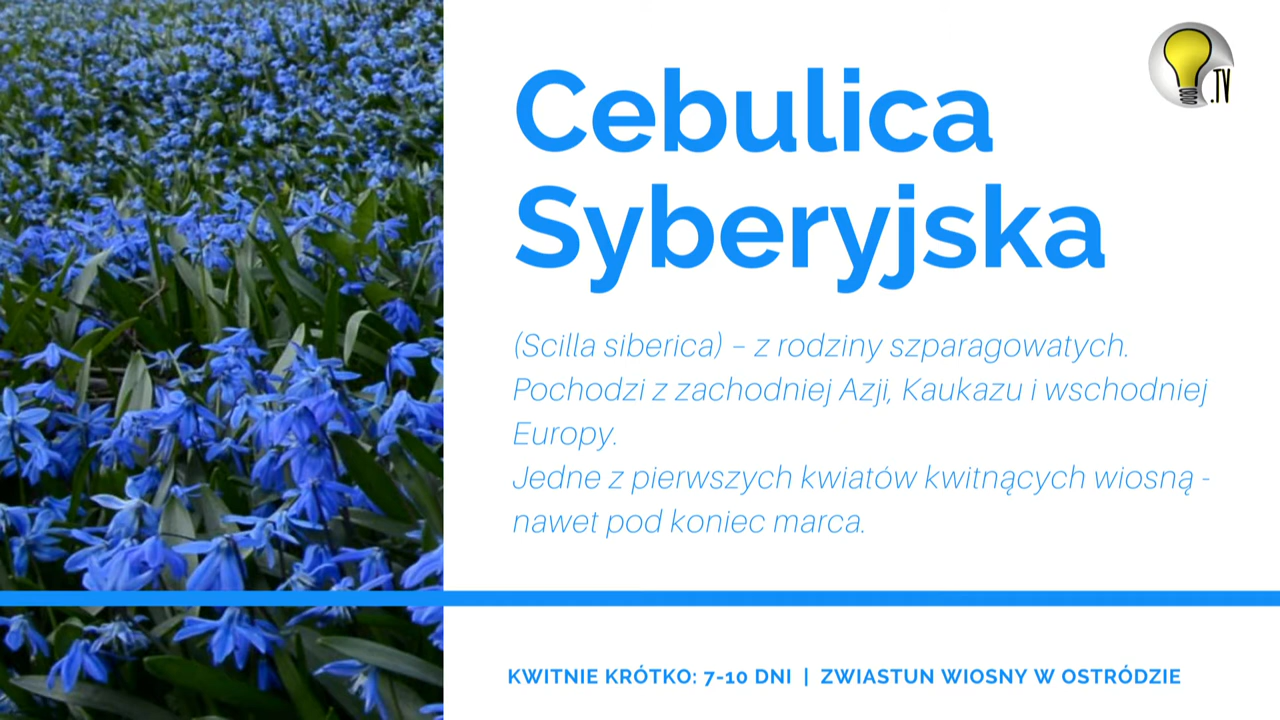 Cebulica
Syberyjska
(Scilla siberica) – z rodziny szparagowatych.
Pochodzi z zachodniej Azji, Kaukazu i wschodniej
Europy.
Jedne z pierwszych kwiatów kwitnących wiosną -
nawet pod koniec marca.
KWITNIE KRÓTKO: 7-10 DNI | ZWIASTUN WIOSNY W OSTRÓDZIE
.TV